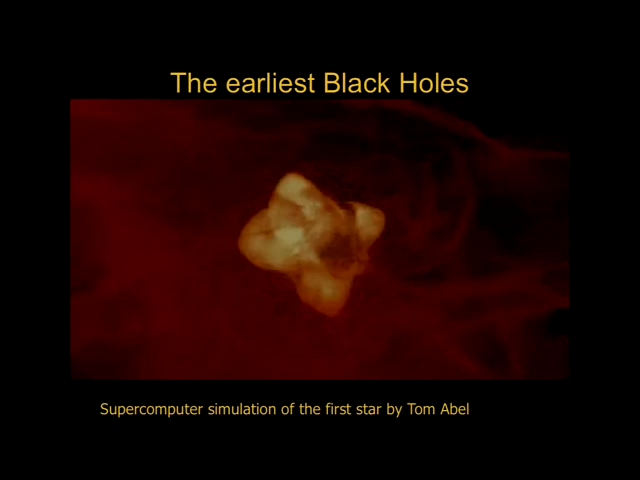 The earliest Black Holes
Supercomputer simulation of the first star by Tom Abel